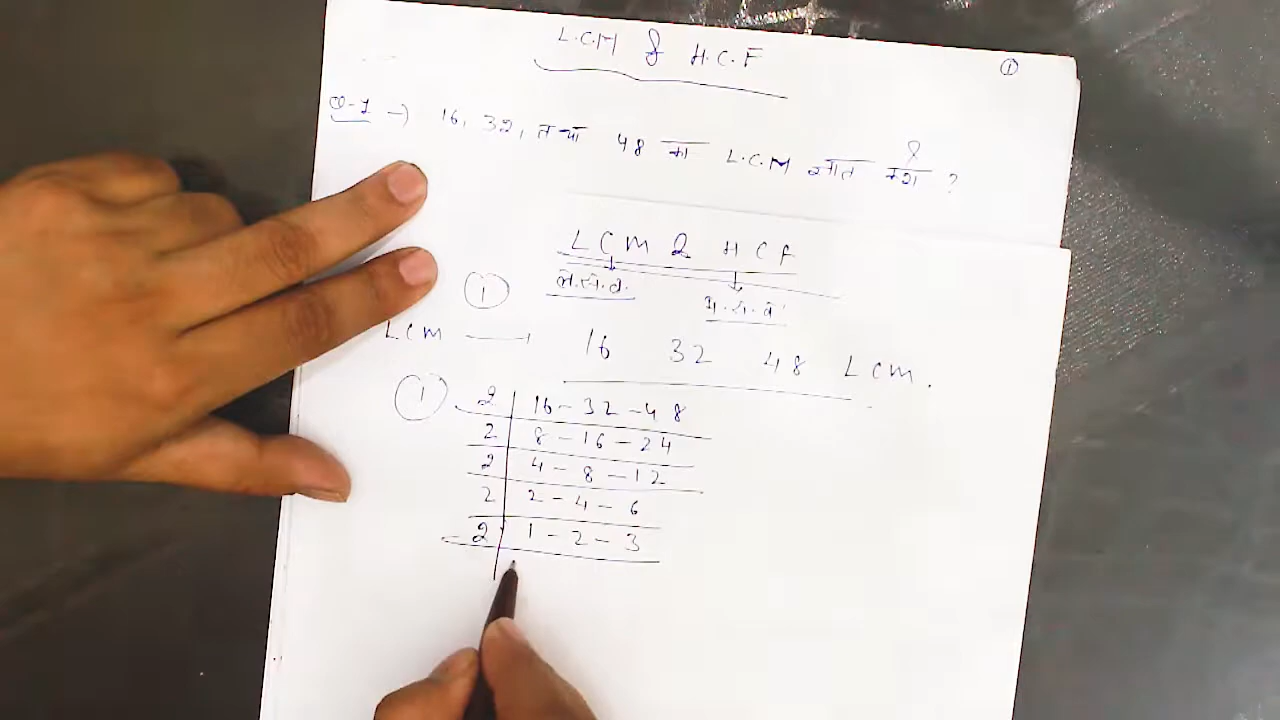 L.C.M & H.C.F
①
Q-1 → 16, 32, तथा 48 का L.C.M ज्ञात करो ?
LCM & HCF
ल.स.व.
म.स.व.
①
LCM → 16 32 48 LCM.
①
2 | 16 - 32 - 48
2 | 8 - 16 - 24
2 | 4 - 8 - 12
2 | 2 - 4 - 6
2 | 1 - 2 - 3